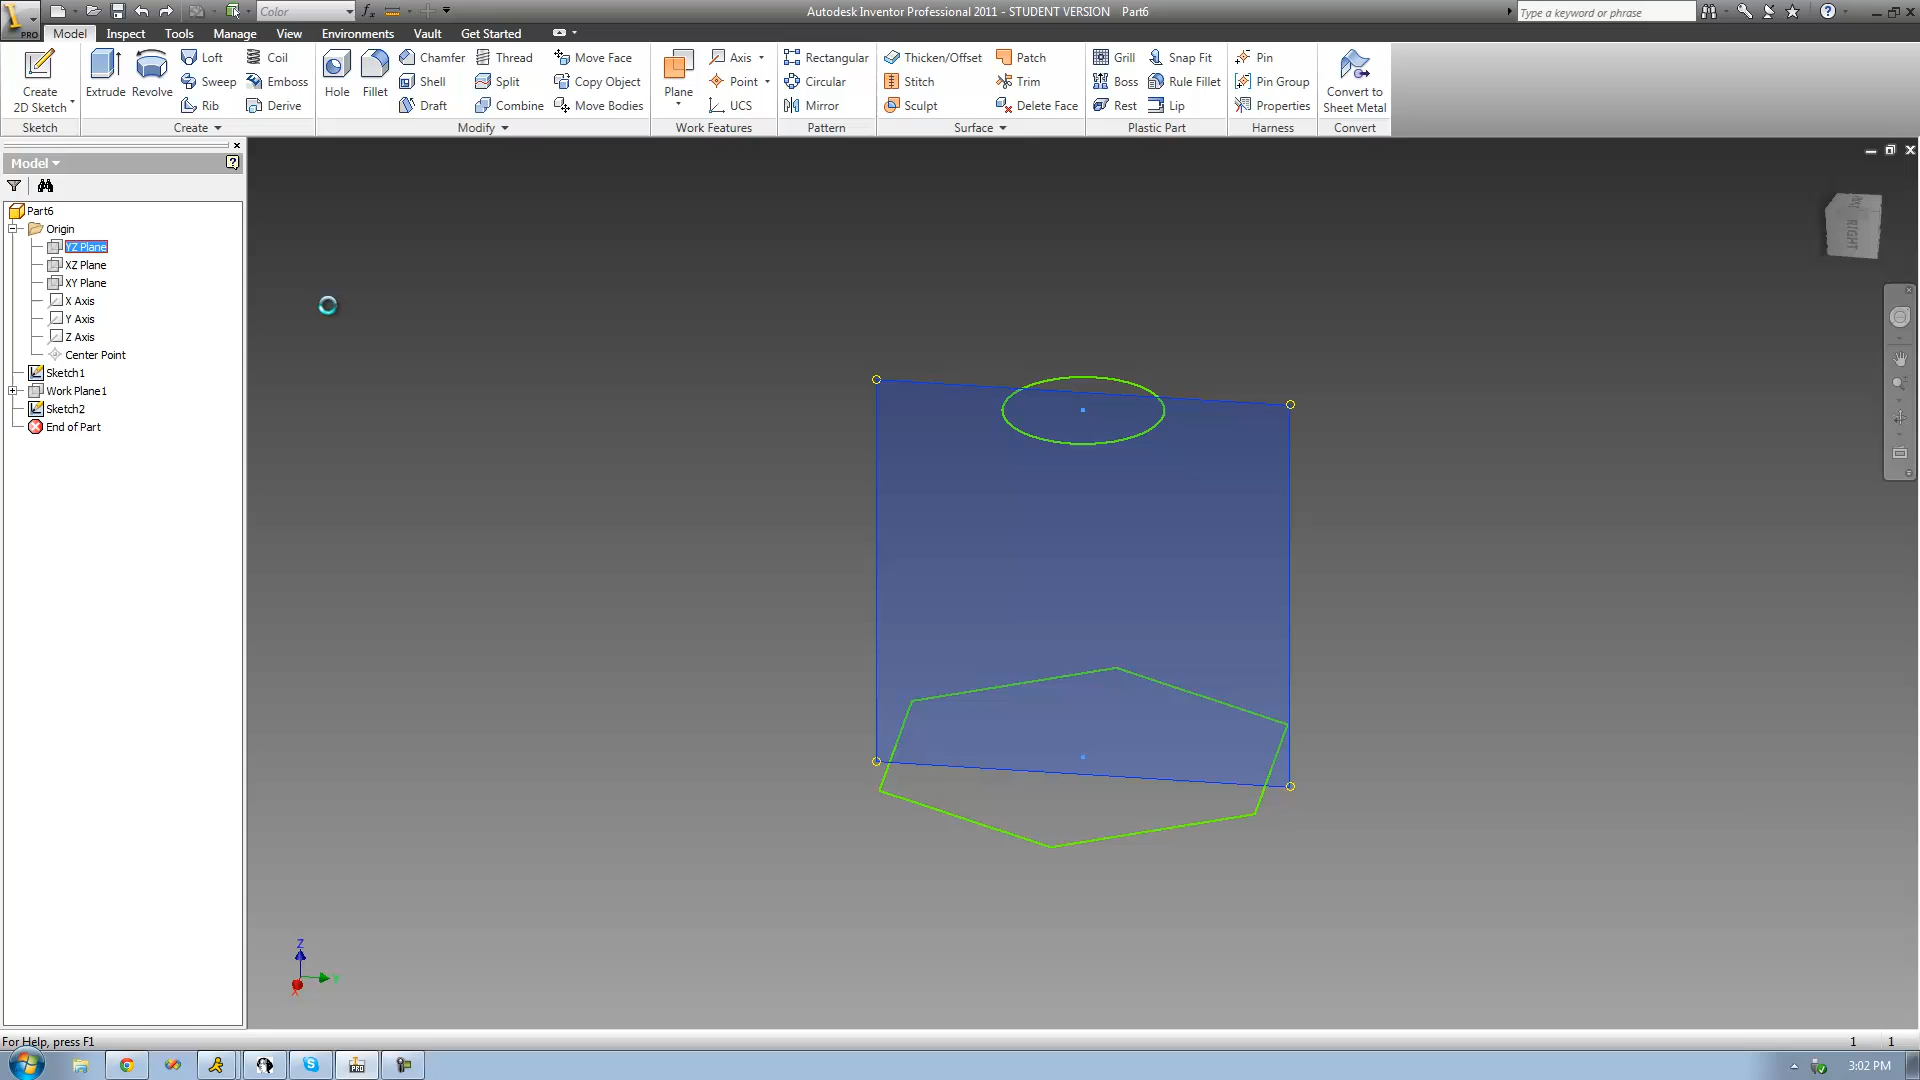 Color
Autodesk Inventor Professional 2011 - STUDENT VERSION Part6
Type a keyword or phrase
PRO Model Inspect Tools Manage View Environments Vault Get Started
Create 2D Sketch
Extrude Revolve Loft Coil
Sweep Emboss
Rib Derive
Hole Fillet Chamfer Thread Move Face
Shell Split Copy Object
Draft Combine Move Bodies
Plane Axis
Point
UCS
Rectangular
Circular
Mirror
Thicken/Offset Patch
Stitch Trim
Sculpt Delete Face
Grill Snap Fit
Boss Rule Fillet
Rest Lip
Pin
Pin Group
Properties
Convert to Sheet Metal
Sketch Create Modify Work Features Pattern Surface Plastic Part Harness Convert
Model
Part6
Origin
YZ Plane
XZ Plane
XY Plane
X Axis
Y Axis
Z Axis
Center Point
Sketch1
Work Plane1
Sketch2
End of Part
RIGHT
Z
Y
X
For Help, press F1
1 1
PRO
3:02 PM